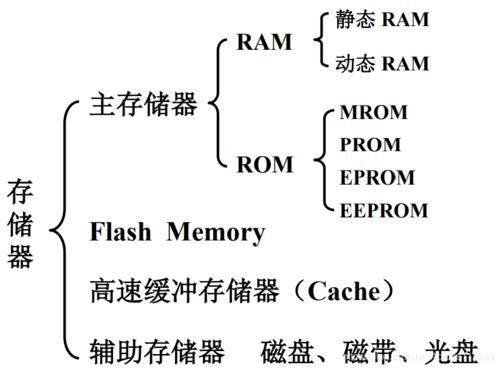 存储器
主存储器
RAM
静态 RAM
动态 RAM
ROM
MROM
PROM
EPROM
EEPROM
Flash Memory
高速缓冲存储器（Cache）
辅助存储器 磁盘、磁带、光盘